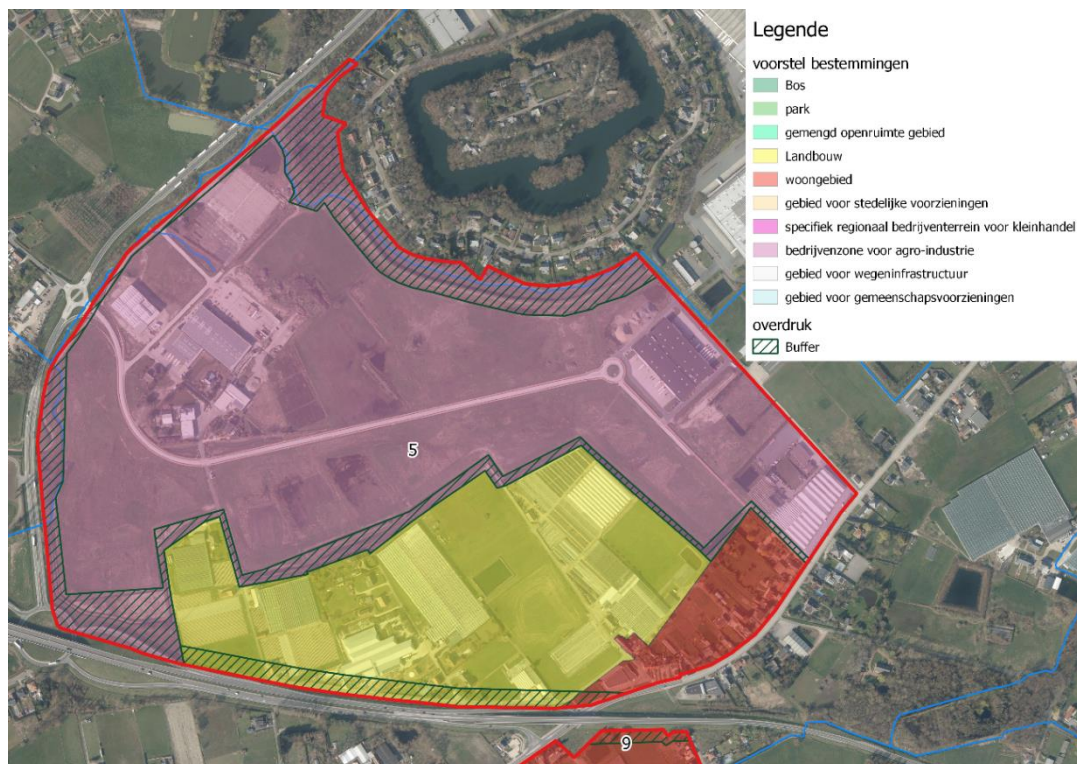 Legende
voorstel bestemmingen
Bos
park
gemengd openruimte gebied
Landbouw
woongebied
gebied voor stedelijke voorzieningen
specifiek regionaal bedrijventerrein voor kleinhandel
bedrijvenzone voor agro-industrie
gebied voor wegeninfrastructuur
gebied voor gemeenschapsvoorzieningen
overdruk
Buffer
5
9